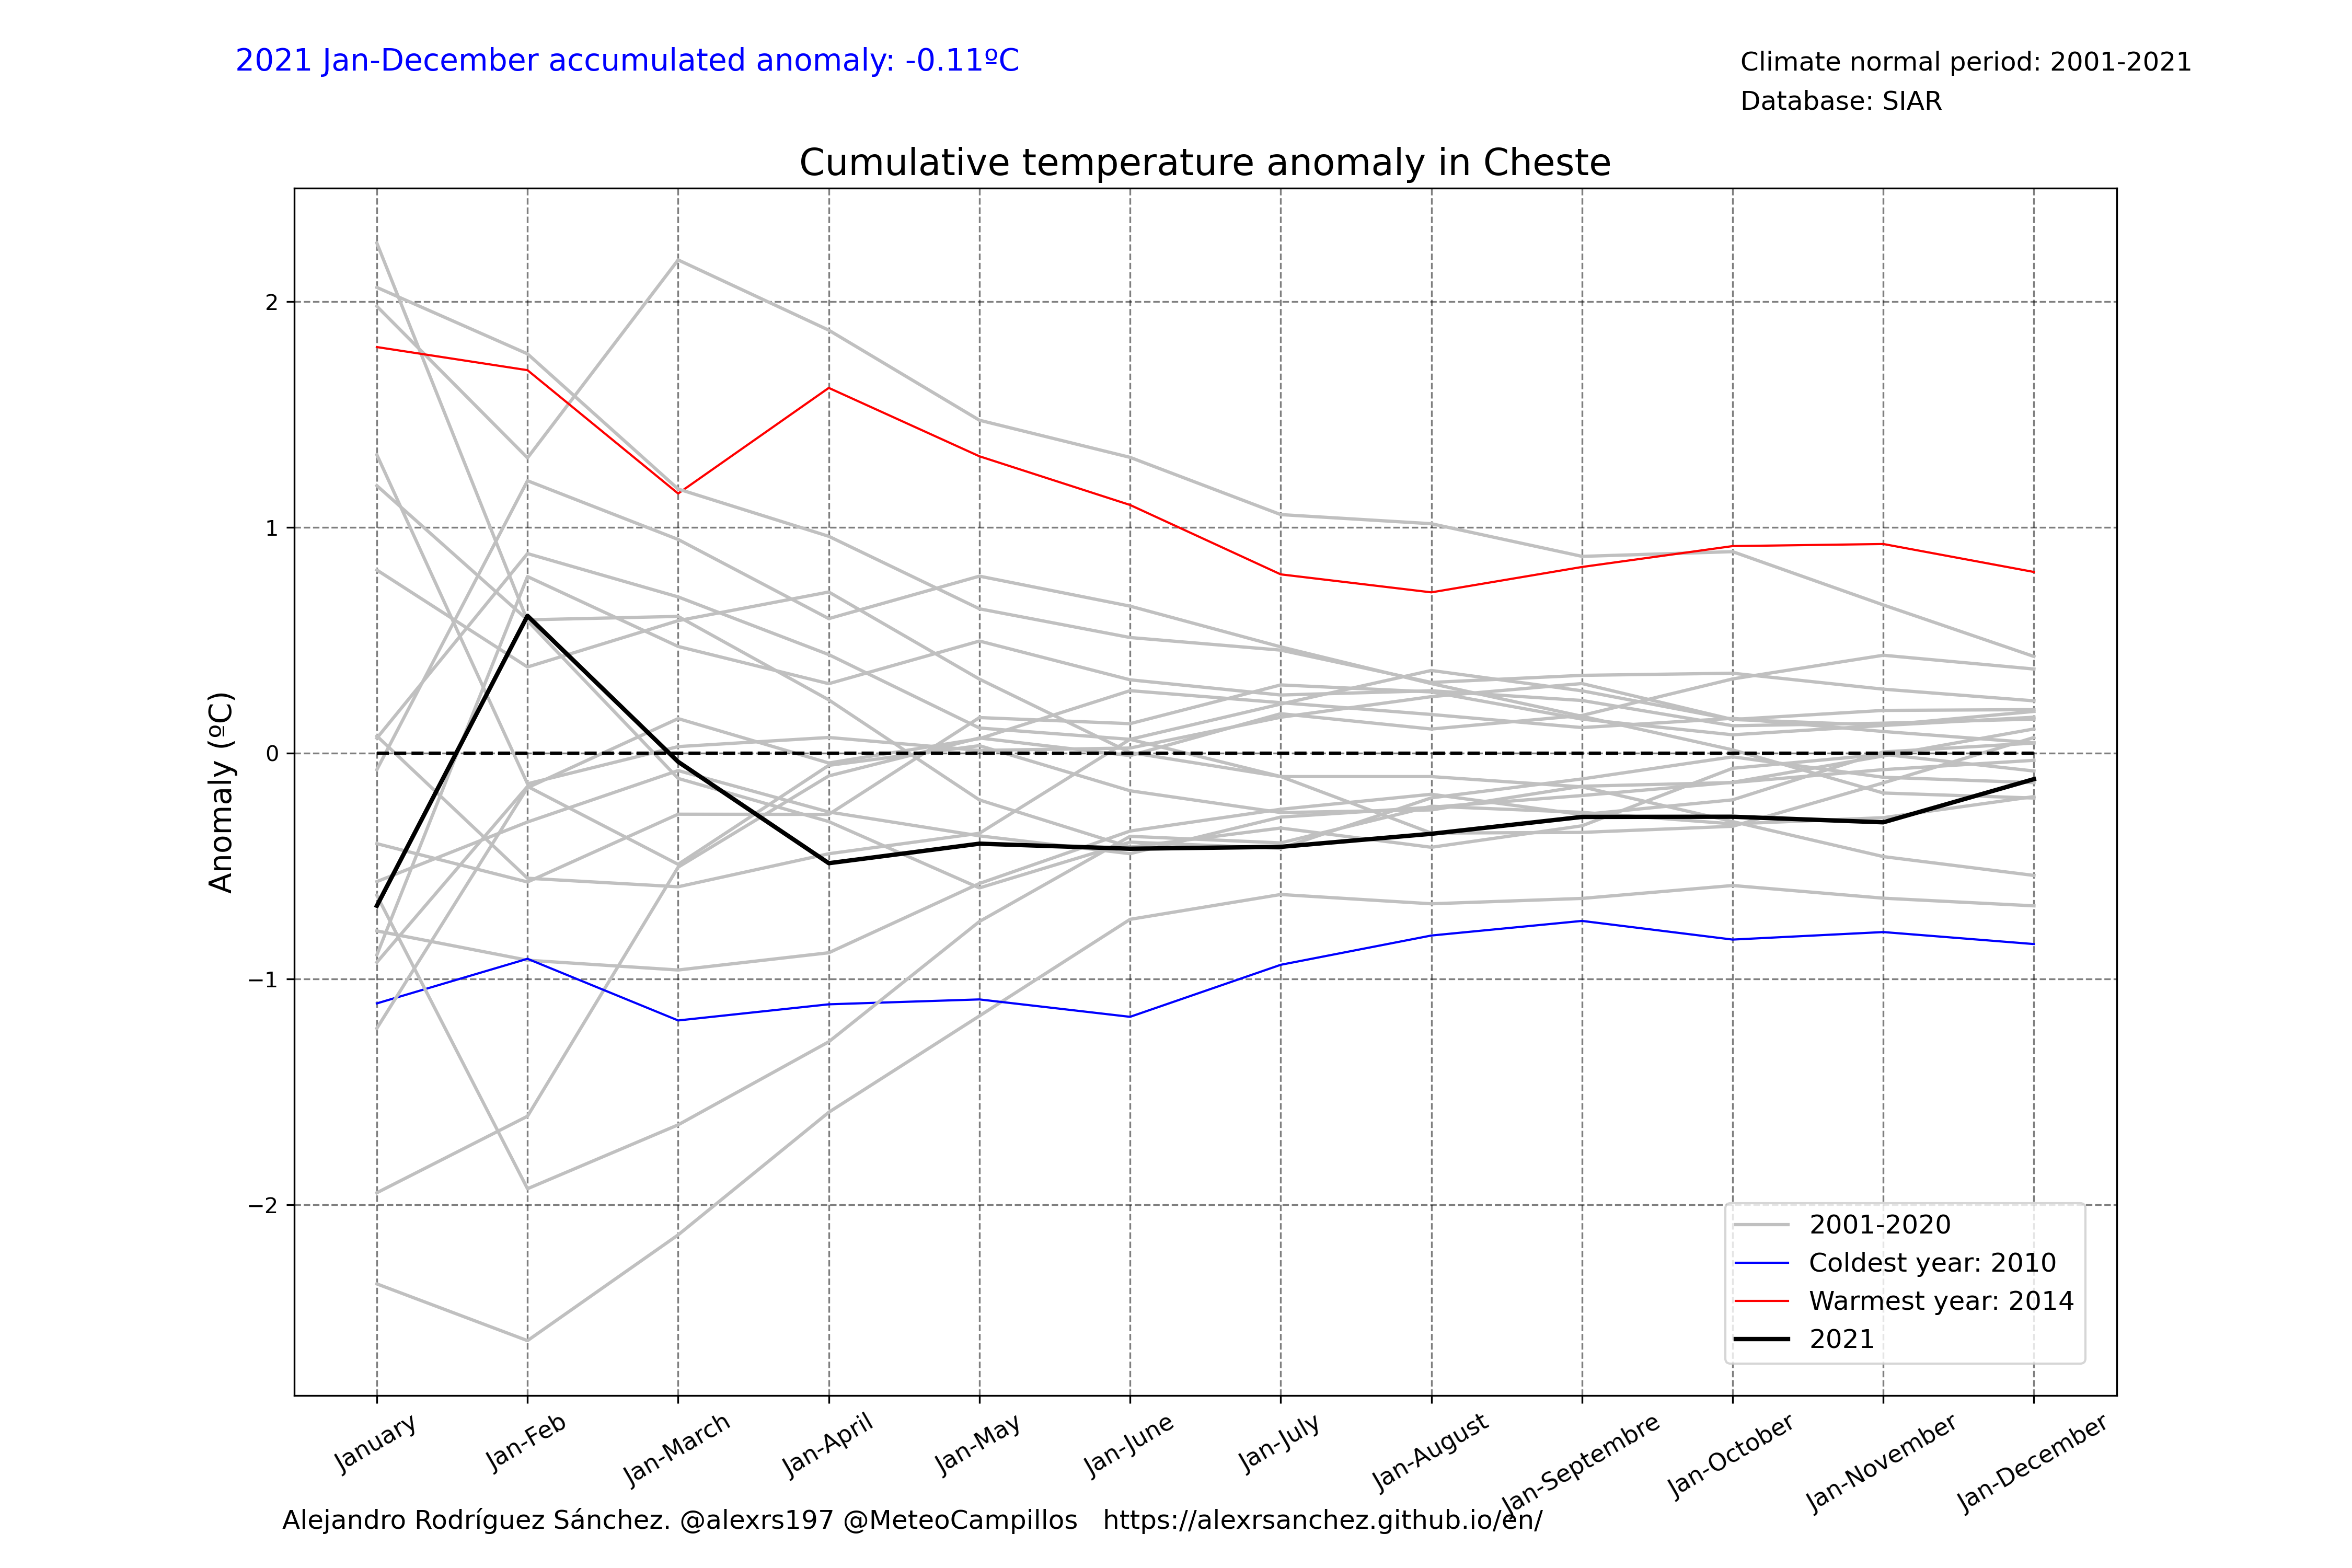 2021 Jan-December accumulated anomaly: -0.11ºC
Climate normal period: 2001-2021
Database: SIAR
Cumulative temperature anomaly in Cheste
Anomaly (ºC)
2
1
0
−1
−2
2001-2020
Coldest year: 2010
Warmest year: 2014
2021
January
Jan-Feb
Jan-March
Jan-April
Jan-May
Jan-June
Jan-July
Jan-August
Jan-Septembre
Jan-October
Jan-November
Jan-December
Alejandro Rodríguez Sánchez. @alexrs197 @MeteoCampillos https://alexrsanchez.github.io/en/